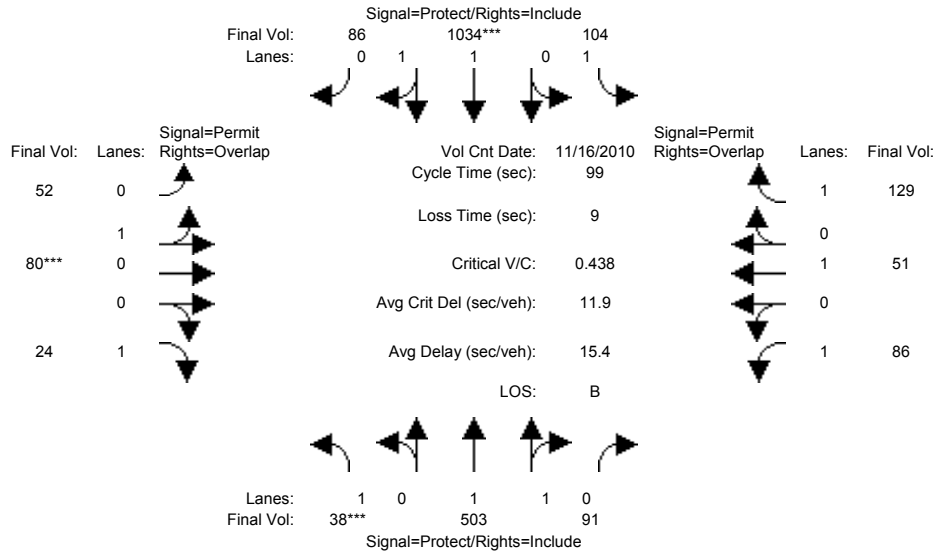 Signal=Protect/Rights=Include
Final Vol: 86 1034*** 104
Lanes: 0 1 1 0 1
Signal=Permit
Final Vol: Lanes: Rights=Overlap
Vol Cnt Date: 11/16/2010
Signal=Permit
Rights=Overlap Lanes: Final Vol:
Cycle Time (sec): 99
52 0
1 129
Loss Time (sec): 9
1
0
80*** 0
Critical V/C: 0.438
1 51
0
Avg Crit Del (sec/veh): 11.9
0
24 1
Avg Delay (sec/veh): 15.4
1 86
LOS: B
Lanes: 1 0 1 1 0
Final Vol: 38*** 503 91
Signal=Protect/Rights=Include